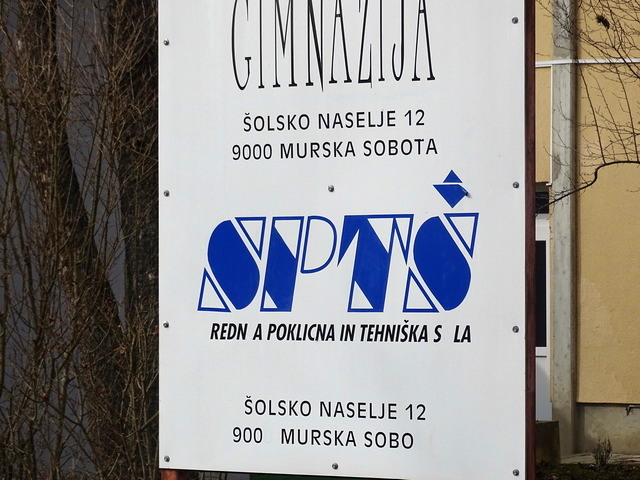 GIMNAZIJA
ŠOLSKO NASELJE 12
9000 MURSKA SOBOTA
SPTŠ
REDN A POKLICNA IN TEHNIŠKA S LA
ŠOLSKO NASELJE 12
900 MURSKA SOBO